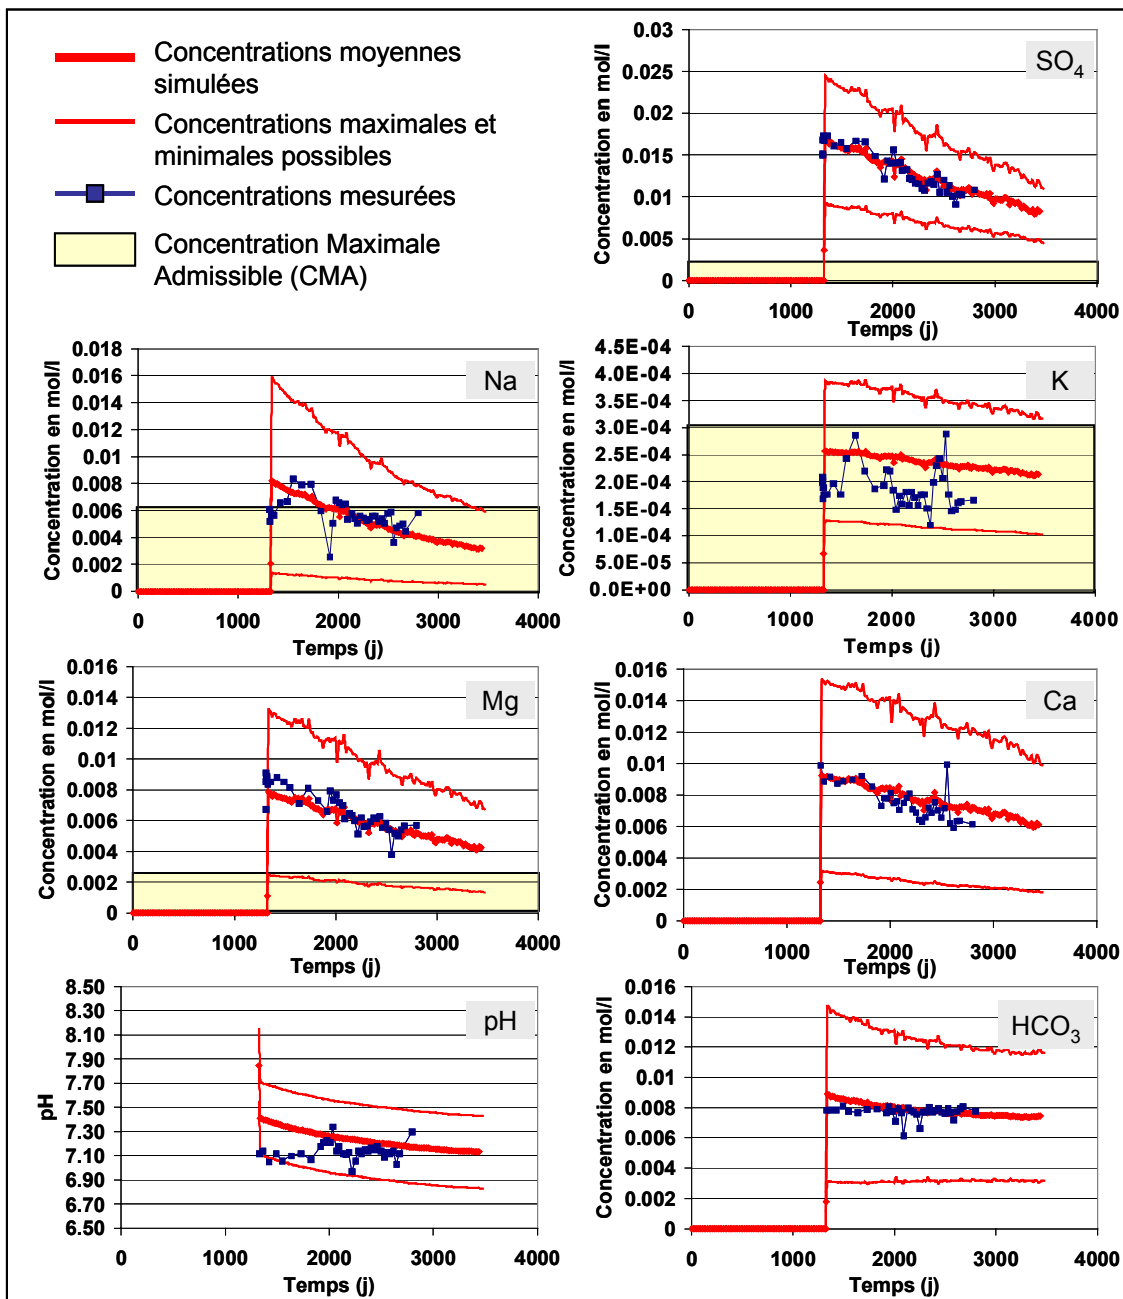 Concentrations moyennes
simulées
Concentrations maximales et
minimales possibles
Concentrations mesurées
Concentration Maximale
Admissible (CMA)
SO4
Concentration en mol/l
0.03
0.025
0.02
0.015
0.01
0.005
0
0 1000 2000 3000 4000
Temps (j)
Na
Concentration en mol/l
0.018
0.016
0.014
0.012
0.01
0.008
0.006
0.004
0.002
0
0 1000 2000 3000 4000
Temps (j)
K
Concentration en mol/l
4.5E-04
4.0E-04
3.5E-04
3.0E-04
2.5E-04
2.0E-04
1.5E-04
1.0E-04
5.0E-05
0.0E+00
0 1000 2000 3000 4000
Temps (j)
Mg
Concentration en mol/l
0.016
0.014
0.012
0.01
0.008
0.006
0.004
0.002
0
0 1000 2000 3000 4000
Temps (j)
Ca
Concentration en mol/l
0.016
0.014
0.012
0.01
0.008
0.006
0.004
0.002
0
0 1000 2000 3000 4000
Temps (j)
pH
pH
8.50
8.30
8.10
7.90
7.70
7.50
7.30
7.10
6.90
6.70
6.50
0 1000 2000 3000 4000
Temps (j)
HCO3
Concentration en mol/l
0.016
0.014
0.012
0.01
0.008
0.006
0.004
0.002
0
0 1000 2000 3000 4000
Temps (j)